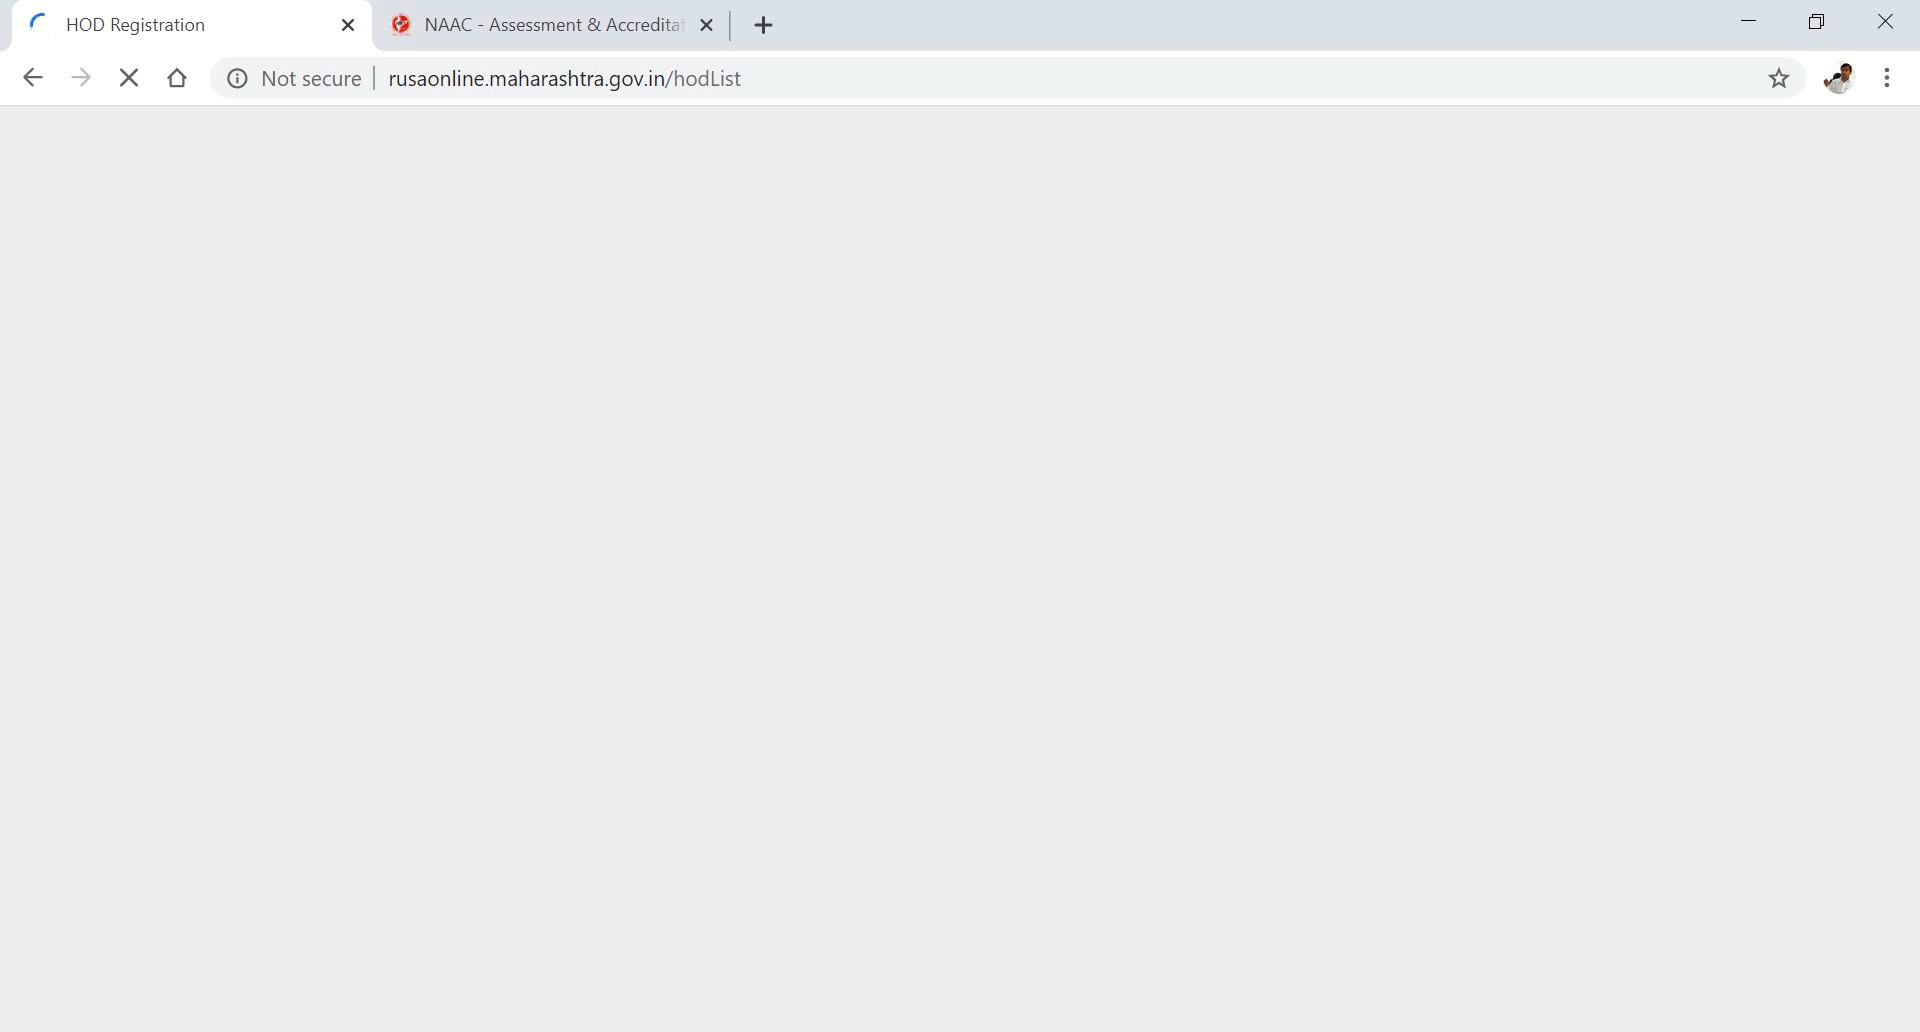 HOD Registration
NAAC - Assessment & Accredita
Not secure
rusaonline.maharashtra.gov.in/hodList